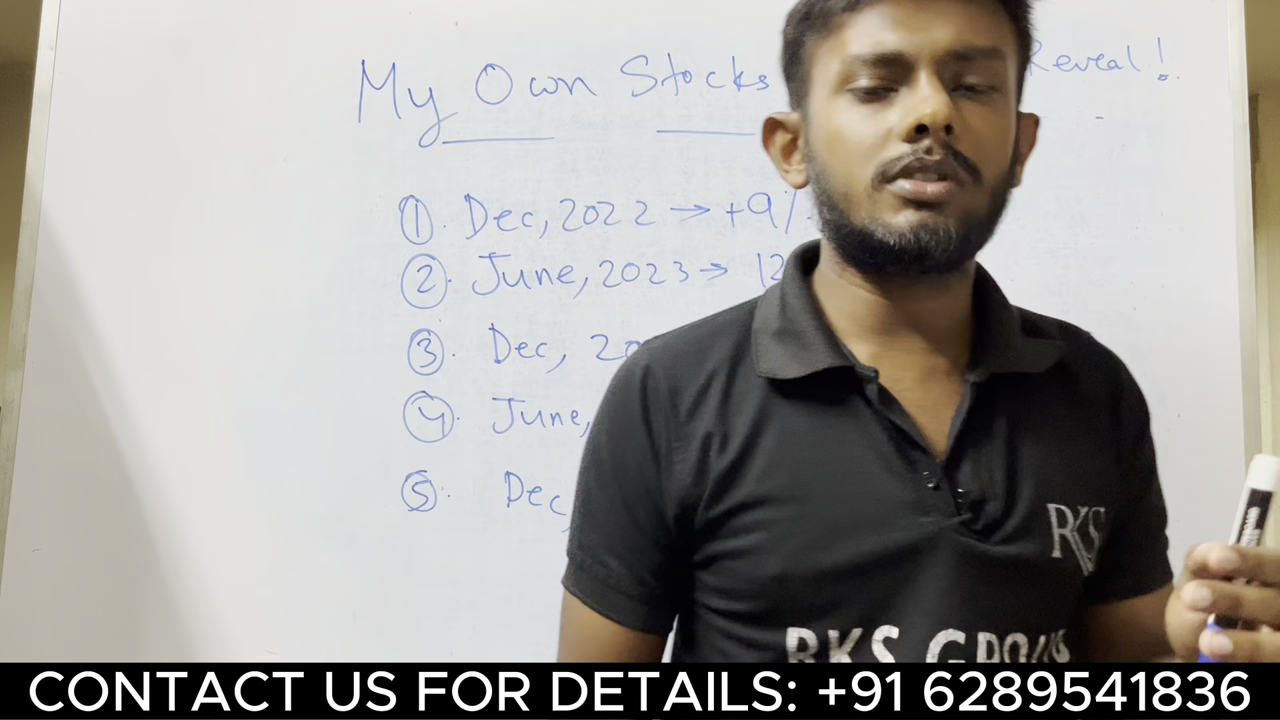 My Own Stocks Reveal!
① Dec, 2022 → +9%
② June, 2023 → 12
③ Dec, 20
④ June,
⑤ Dec,
RKS
RKS GROUP
CONTACT US FOR DETAILS: +91 6289541836